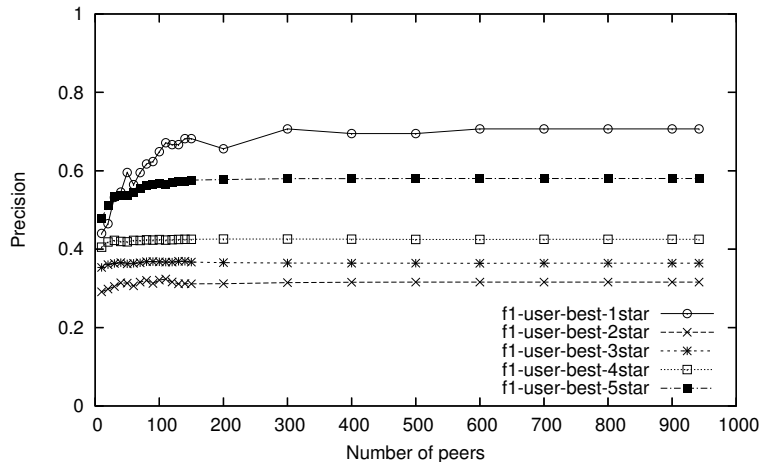 1
0.8
0.6
0.4
0.2
0
Precision
0 100 200 300 400 500 600 700 800 900 1000
Number of peers
f1-user-best-1star
f1-user-best-2star
f1-user-best-3star
f1-user-best-4star
f1-user-best-5star